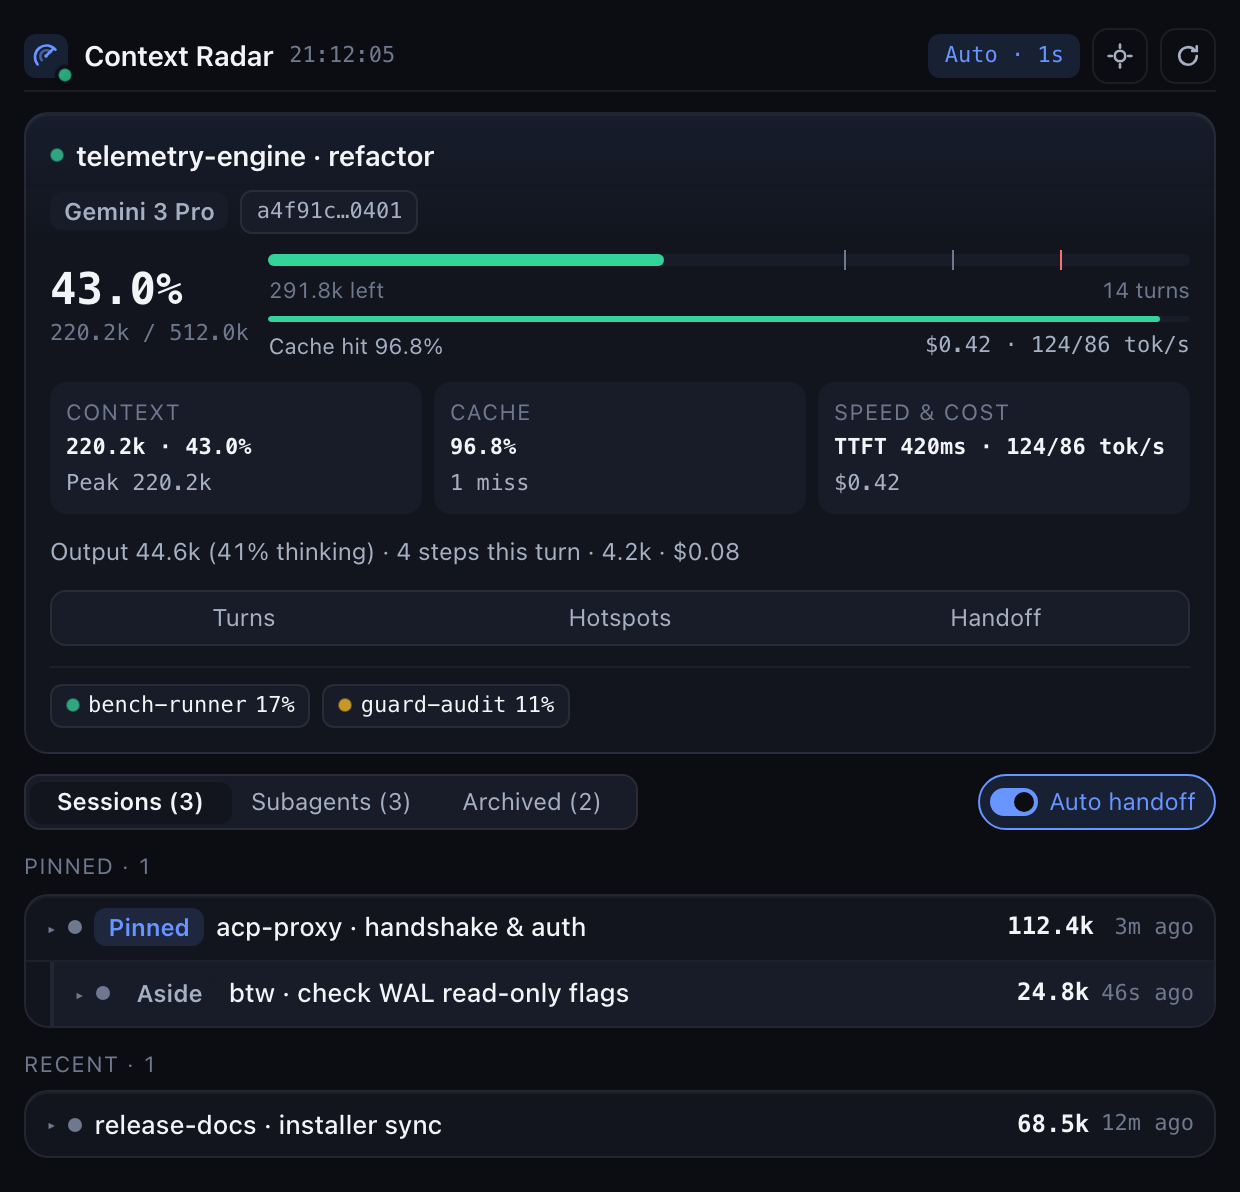 Context Radar 21:12:05 Auto · 1s
telemetry-engine · refactor
Gemini 3 Pro a4f91c…0401
43.0%
220.2k / 512.0k
291.8k left 14 turns
Cache hit 96.8% $0.42 · 124/86 tok/s
CONTEXT
220.2k · 43.0%
Peak 220.2k
CACHE
96.8%
1 miss
SPEED & COST
TTFT 420ms · 124/86 tok/s
$0.42
Output 44.6k (41% thinking) · 4 steps this turn · 4.2k · $0.08
Turns Hotspots Handoff
bench-runner 17% guard-audit 11%
Sessions (3) Subagents (3) Archived (2) Auto handoff
PINNED · 1
Pinned acp-proxy · handshake & auth 112.4k 3m ago
Aside btw · check WAL read-only flags 24.8k 46s ago
RECENT · 1
release-docs · installer sync 68.5k 12m ago